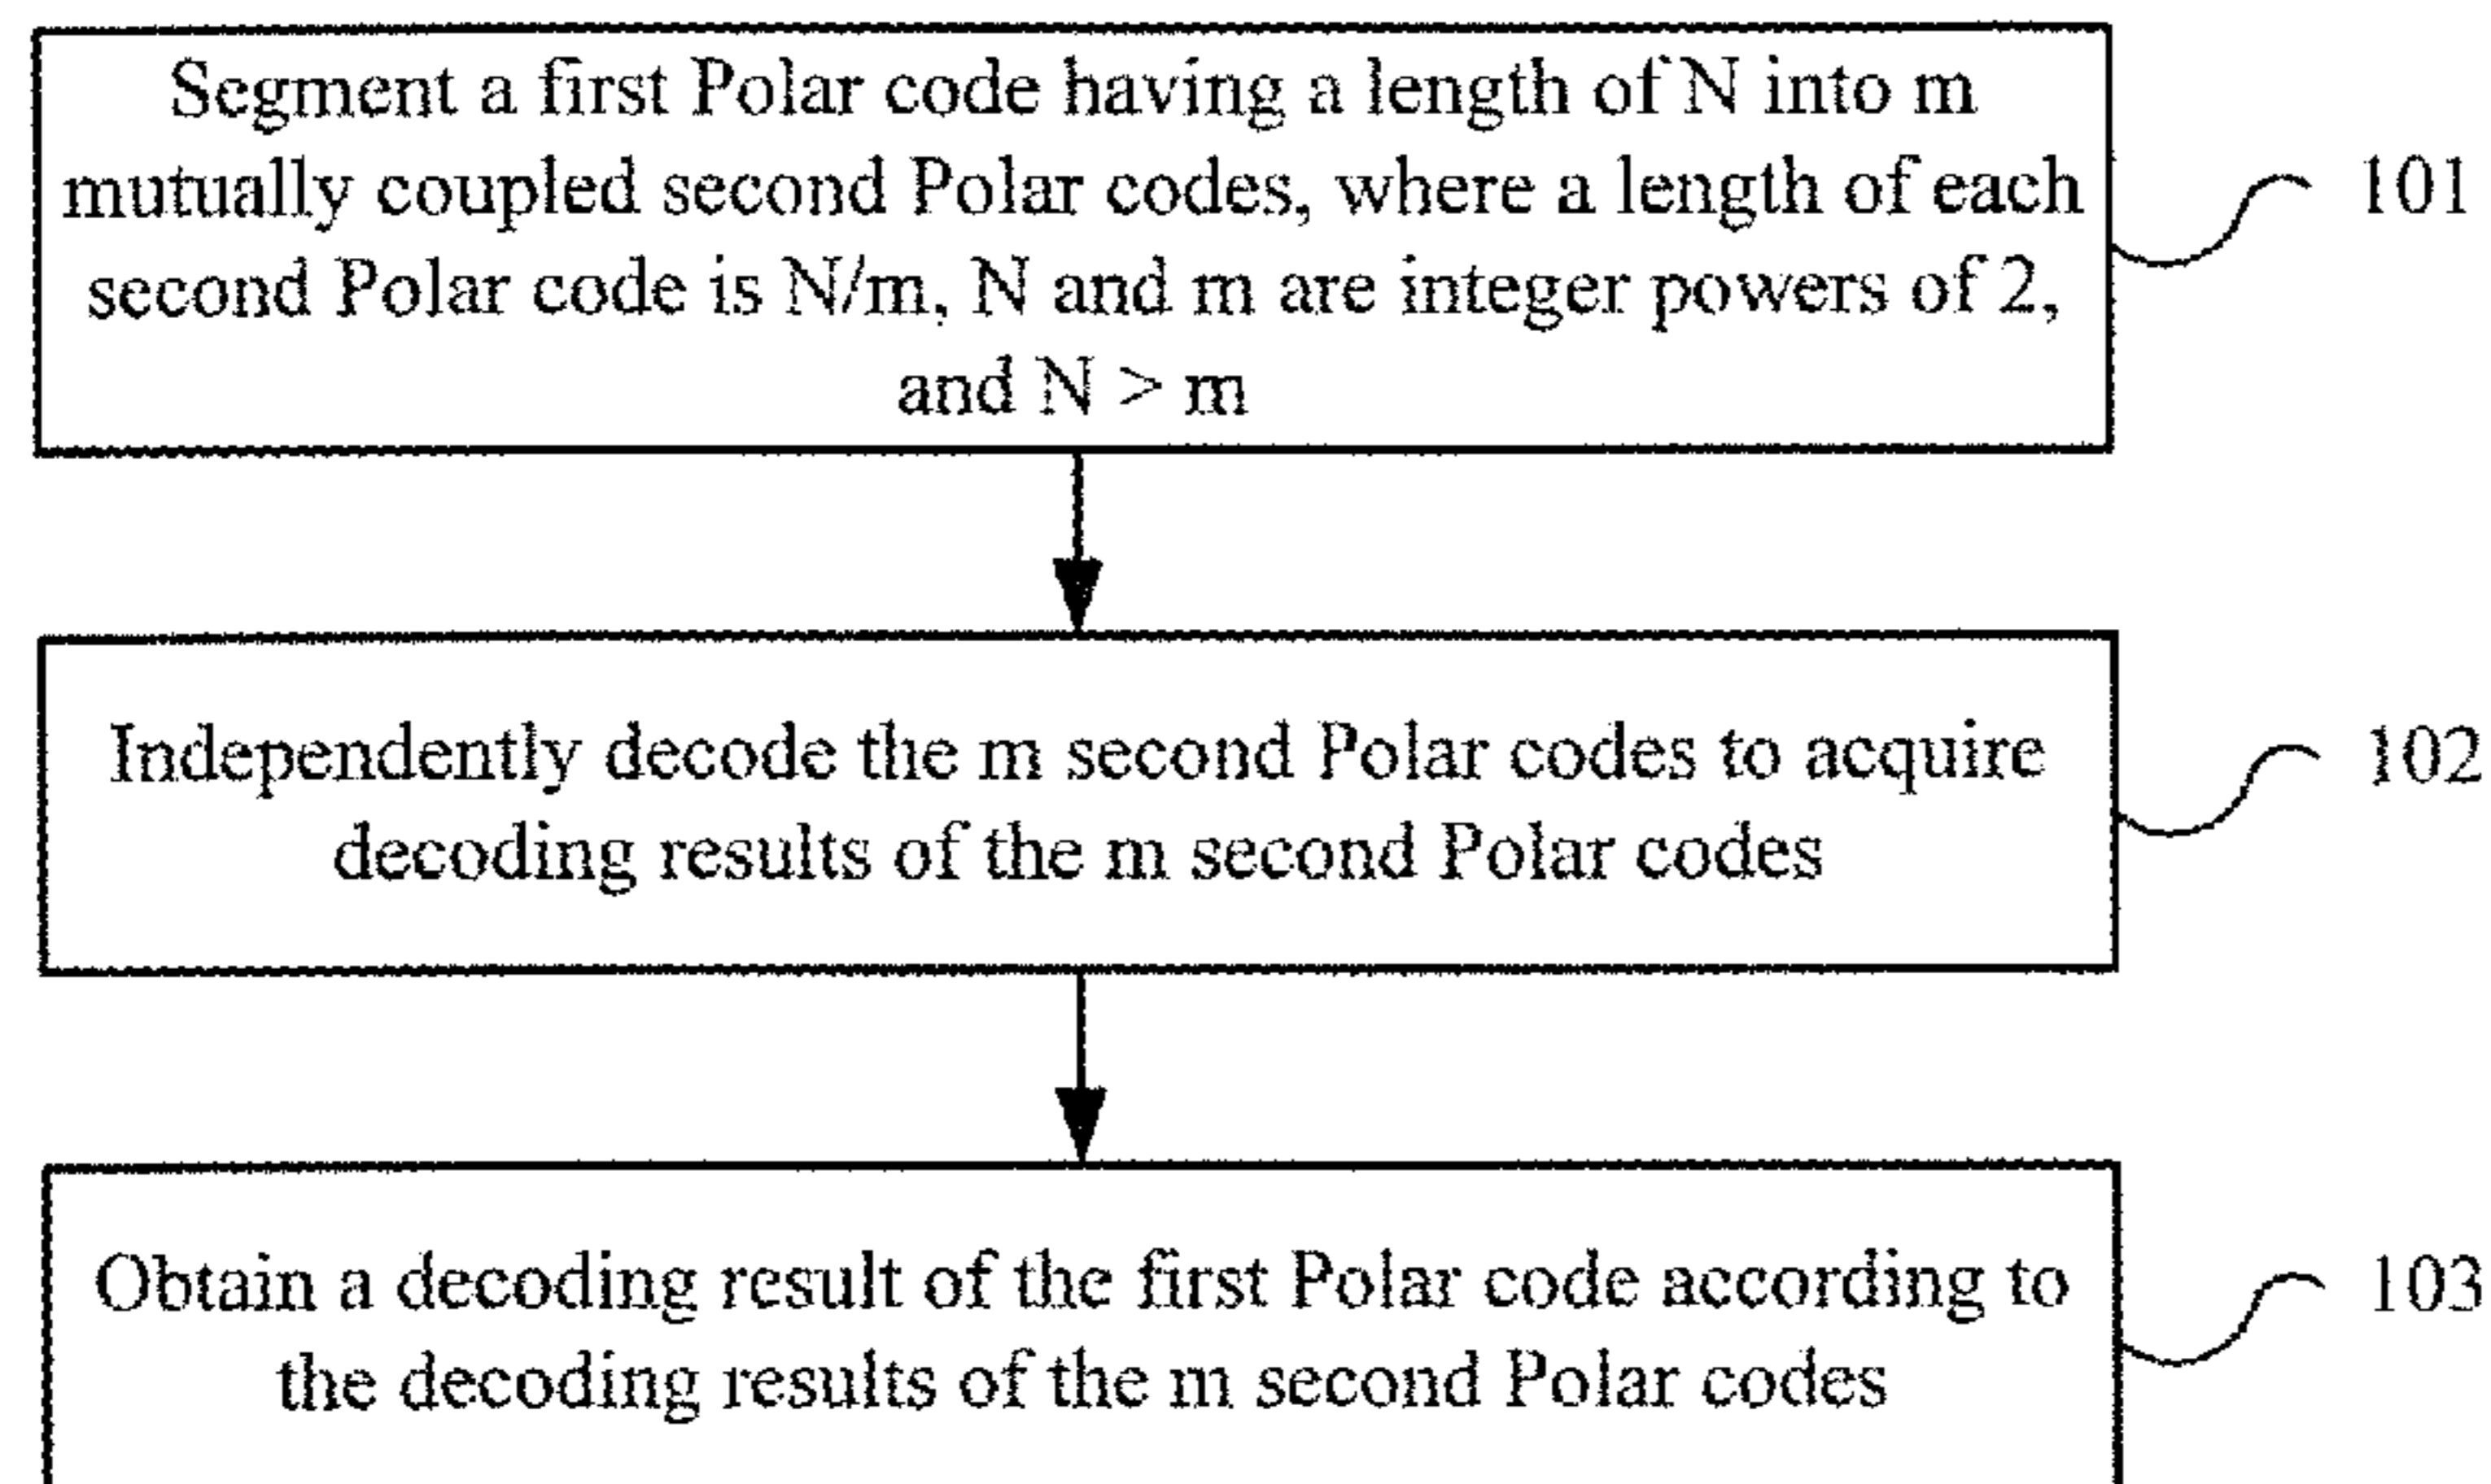 Segment a first Polar code having a length of N into m
mutually coupled second Polar codes, where a length of each
second Polar code is N/m, N and m are integer powers of 2,
and N > m
101
Independently decode the m second Polar codes to acquire
decoding results of the m second Polar codes
102
Obtain a decoding result of the first Polar code according to
the decoding results of the m second Polar codes
103